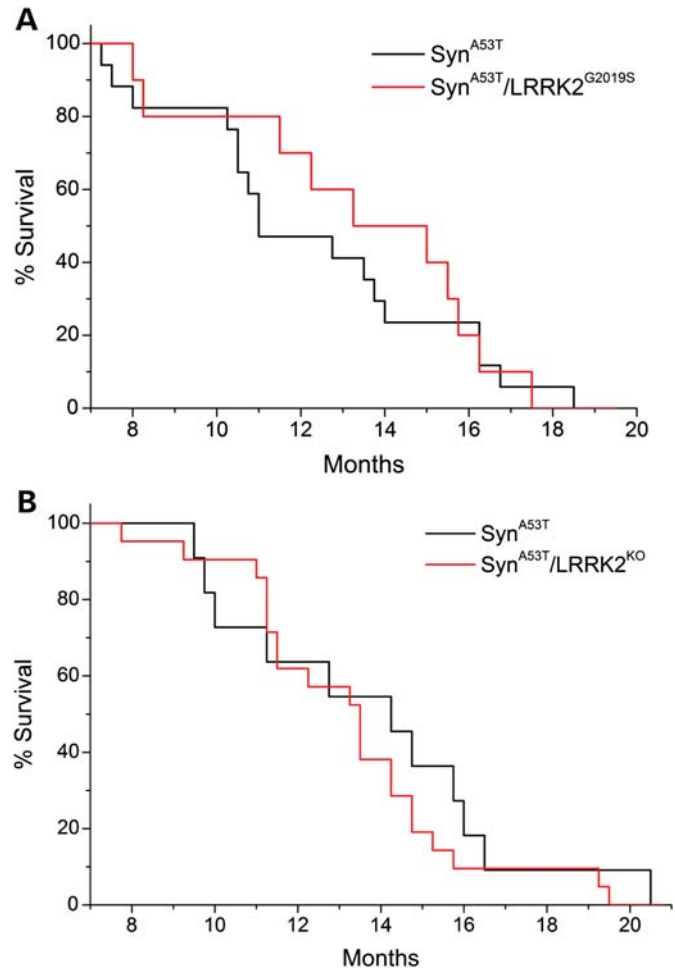 A
Syn^A53T
Syn^A53T/LRRK2^G2019S
100
80
60
40
20
0
% Survival
8 10 12 14 16 18 20
Months
B
Syn^A53T
Syn^A53T/LRRK2^KO
100
80
60
40
20
0
% Survival
8 10 12 14 16 18 20
Months